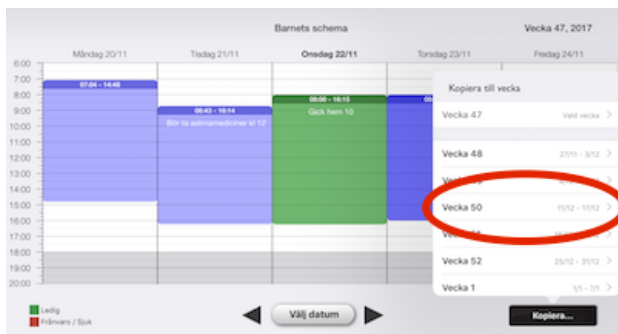 Barnets schema
Vecka 47, 2017
Måndag 20/11
Tisdag 21/11
Onsdag 22/11
Torsdag 23/11
Fredag 24/11
6:00
7:00
8:00
9:00
10:00
11:00
12:00
13:00
14:00
15:00
16:00
17:00
18:00
19:00
20:00
07:04 - 14:48
08:43 - 16:14
Bör ta astmamediciner kl 12
08:00 - 16:15
Gick hem 10
Kopiera till vecka
Vecka 47
Vald vecka
Vecka 48
27/11 - 3/12
Vecka 50
11/12 - 17/12
Vecka 52
25/12 - 31/12
Vecka 1
1/1 - 7/1
Ledig
Frånvaro / Sjuk
Välj datum
Kopiera...